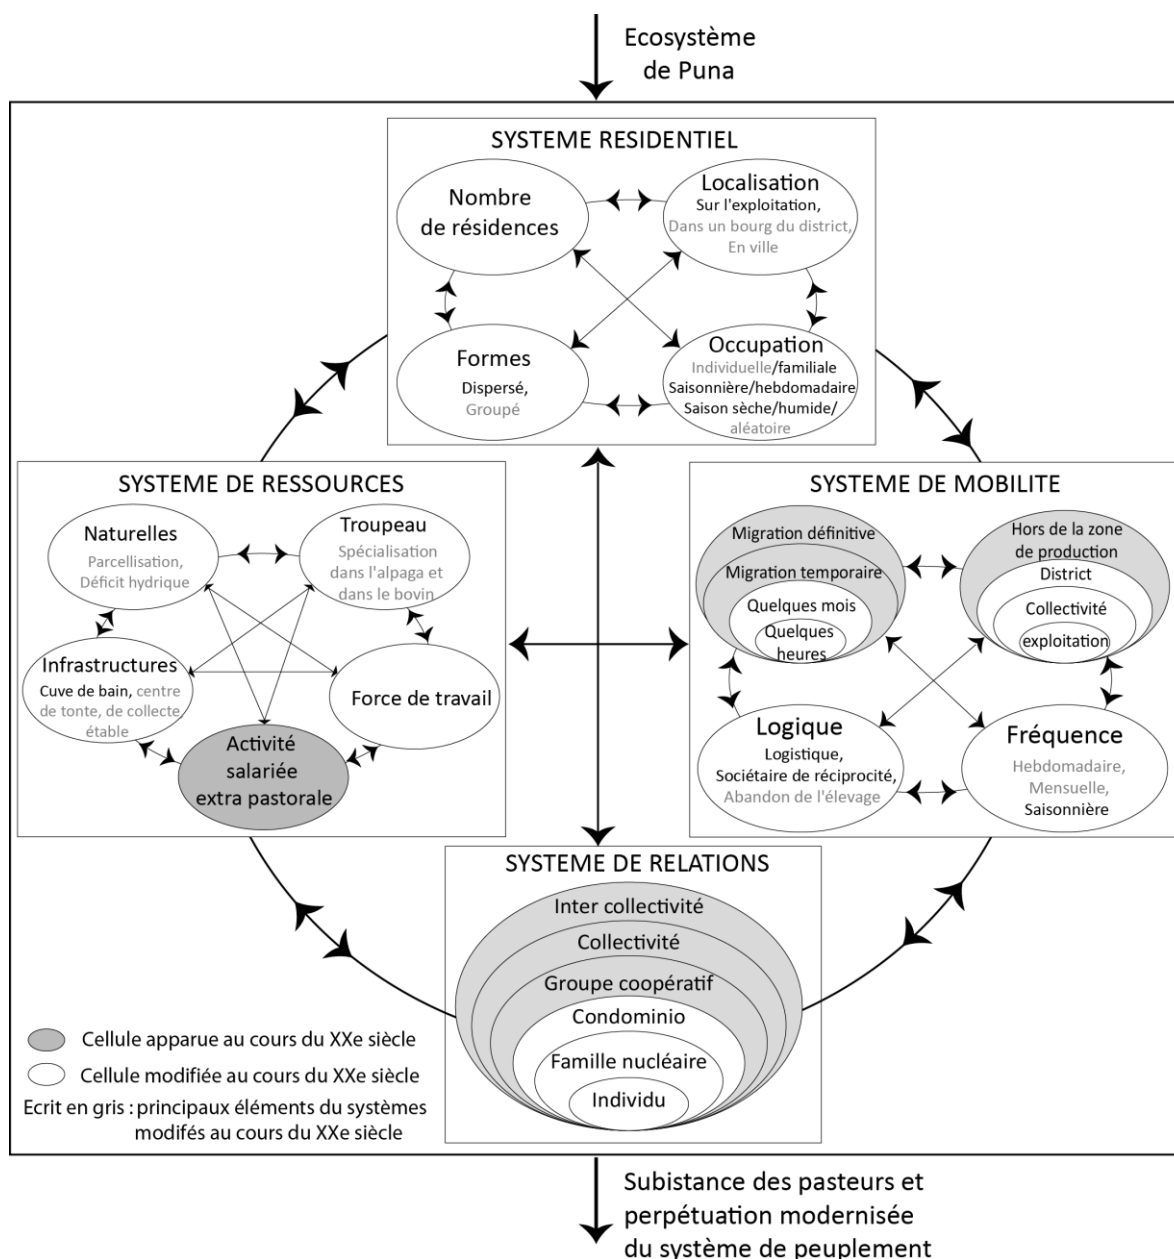 Ecosystème
de Puna
SYSTEME RESIDENTIEL
Nombre
de résidences
Localisation
Sur l'exploitation,
Dans un bourg du district,
En ville
Formes
Dispersé,
Groupé
Occupation
Individuelle/familiale
Saisonnière/hebdomadaire
Saison sèche/humide/
aléatoire
SYSTEME DE RESSOURCES
Naturelles
Parcellisation,
Déficit hydrique
Troupeau
Spécialisation
dans l'alpaga et
dans le bovin
Infrastructures
Cuve de bain, centre
de tonte, de collecte
étable
Force de travail
Activité
salariée
extra pastorale
SYSTEME DE MOBILITE
Migration définitive
Migration temporaire
Quelques mois
Quelques
heures
Hors de la zone
de production
District
Collectivité
exploitation
Logique
Logistique,
Sociétaire de réciprocité,
Abandon de l'élevage
Fréquence
Hebdomadaire,
Mensuelle,
Saisonnière
SYSTEME DE RELATIONS
Inter collectivité
Collectivité
Groupe coopératif
Condominio
Famille nucléaire
Individu
Cellule apparue au cours du XXe siècle
Cellule modifiée au cours du XXe siècle
Ecrit en gris : principaux éléments du systèmes
modifés au cours du XXe siècle
Subistance des pasteurs et
perpétuation modernisée
du système de peuplement